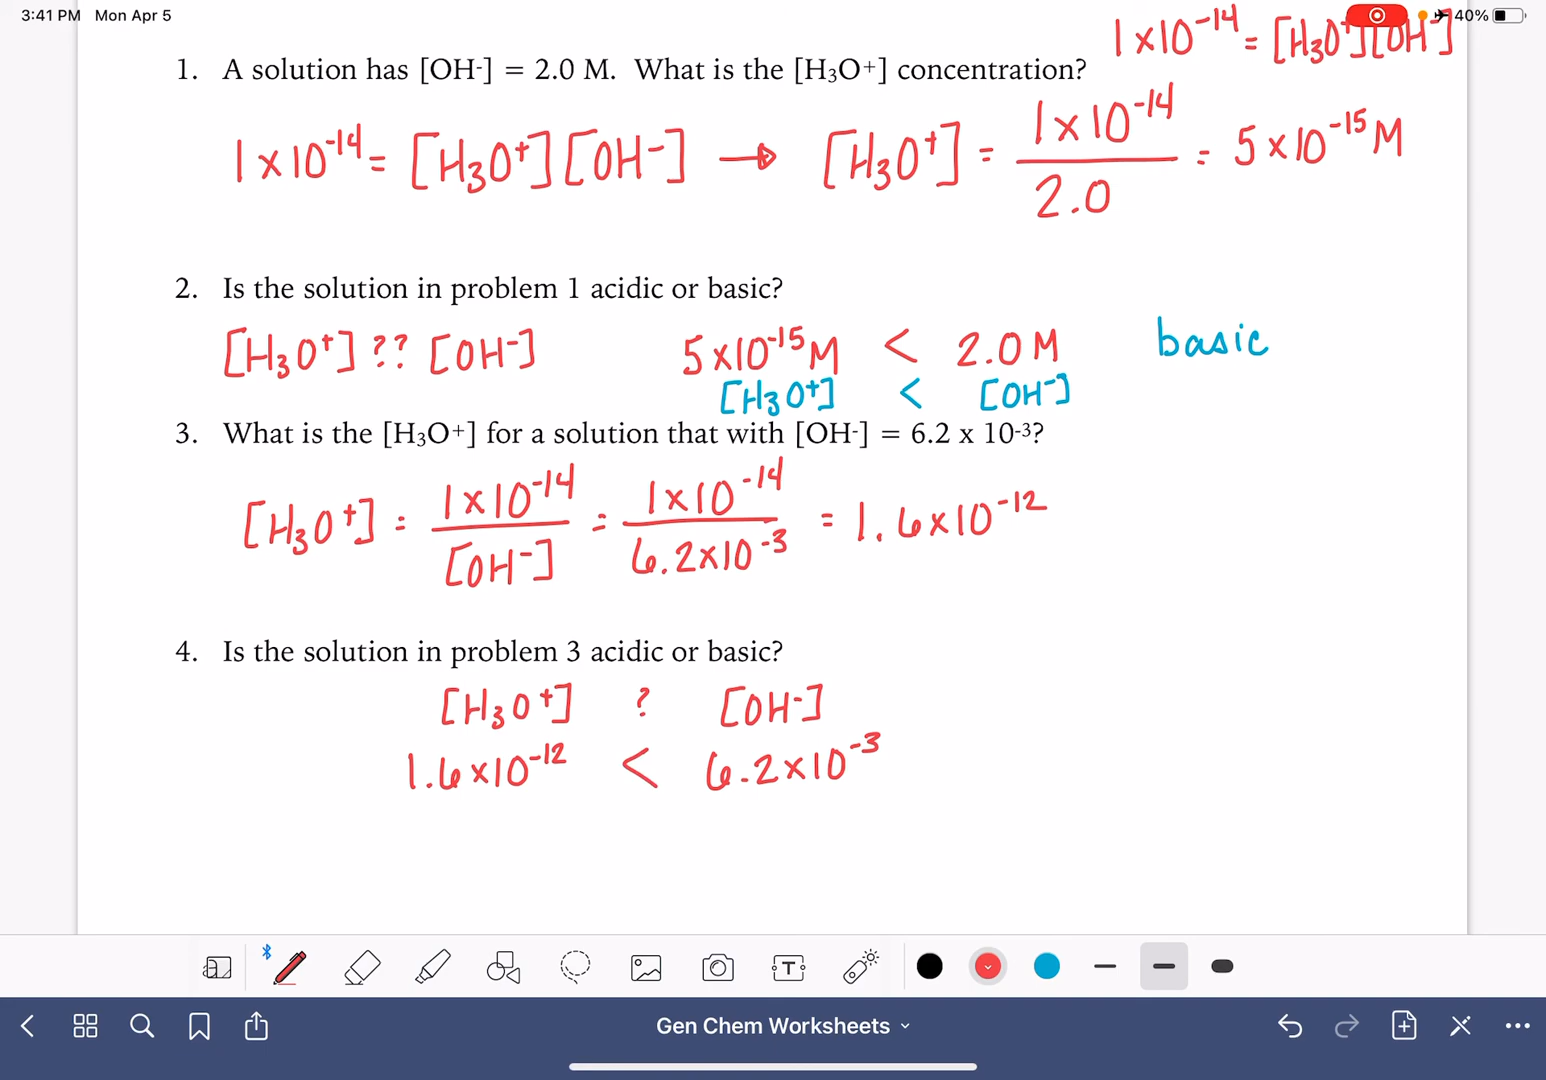 3:41 PM Mon Apr 5
40%
1 x 10⁻¹⁴ = [H₃O⁺][OH⁻]
1. A solution has [OH-] = 2.0 M. What is the [H₃O+] concentration?
1 x 10⁻¹⁴ = [H₃O⁺][OH⁻] → [H₃O⁺] = 1 x 10⁻¹⁴ / 2.0 = 5 x 10⁻¹⁵ M
2. Is the solution in problem 1 acidic or basic?
[H₃O⁺] ?? [OH⁻] 5 x 10⁻¹⁵ M < 2.0 M basic
[H₃O⁺] < [OH⁻]
3. What is the [H₃O+] for a solution that with [OH-] = 6.2 x 10⁻³?
[H₃O⁺] = 1 x 10⁻¹⁴ / [OH⁻] = 1 x 10⁻¹⁴ / 6.2 x 10⁻³ = 1.6 x 10⁻¹²
4. Is the solution in problem 3 acidic or basic?
[H₃O⁺] ? [OH⁻]
1.6 x 10⁻¹² < 6.2 x 10⁻³
Gen Chem Worksheets